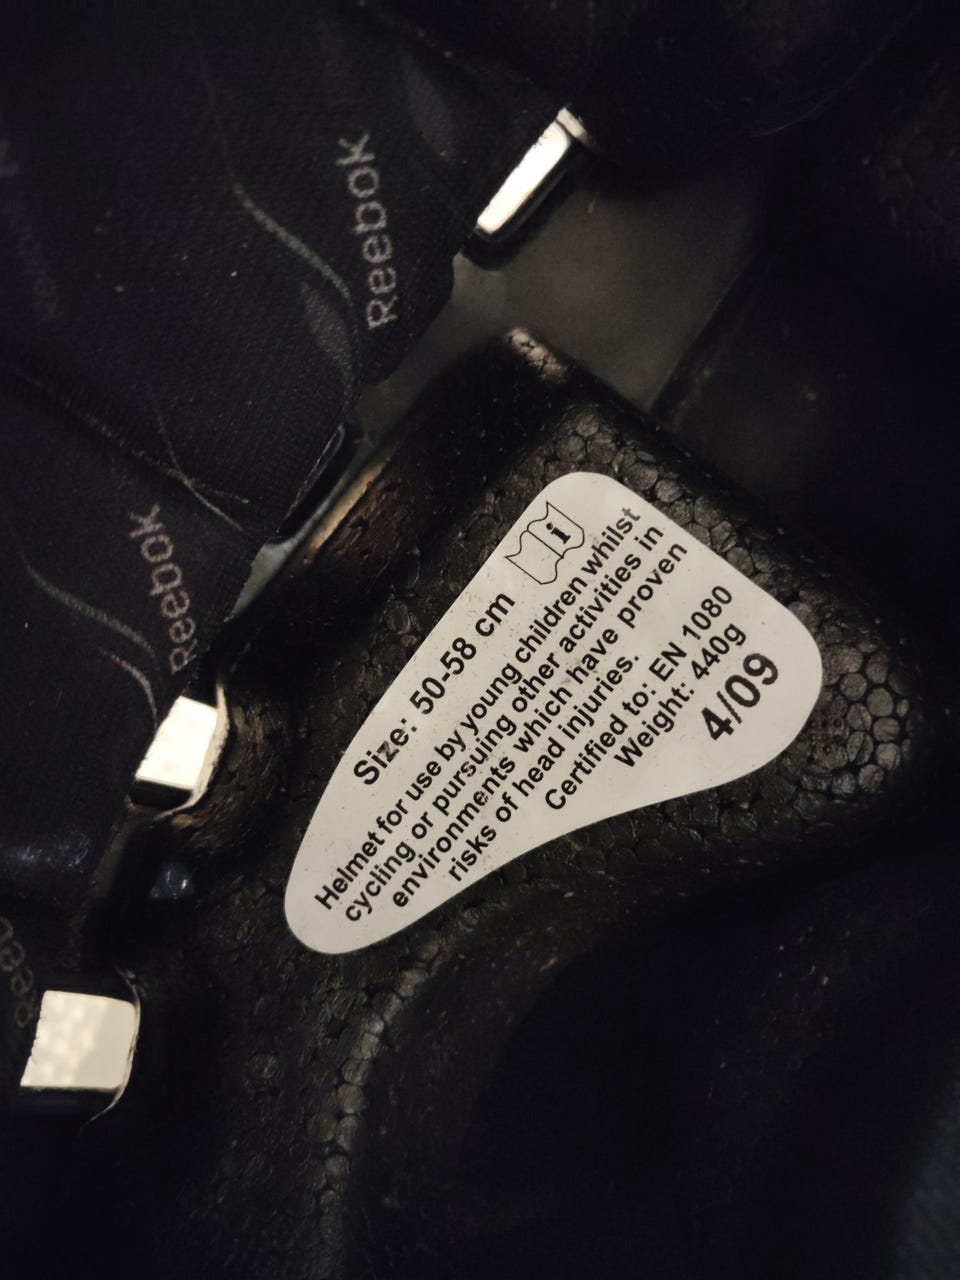 Reebok
Reebok
Reeb
i
Size: 50-58 cm
Helmet for use by young children whilst
cycling or pursuing other activities in
environments which have proven
risks of head injuries.
Certified to: EN 1080
Weight: 440g
4/09